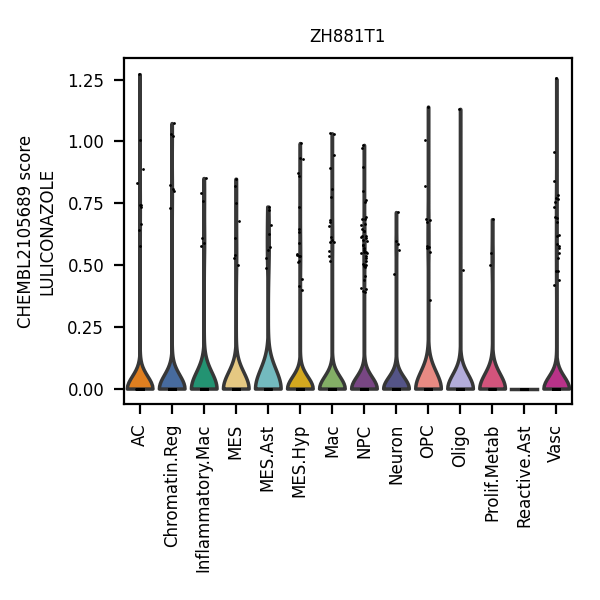 ZH881T1
CHEMBL2105689 score
LULICONAZOLE
1.25
1.00
0.75
0.50
0.25
0.00
AC
Chromatin.Reg
Inflammatory.Mac
MES
MES.Ast
MES.Hyp
Mac
NPC
Neuron
OPC
Oligo
Prolif.Metab
Reactive.Ast
Vasc